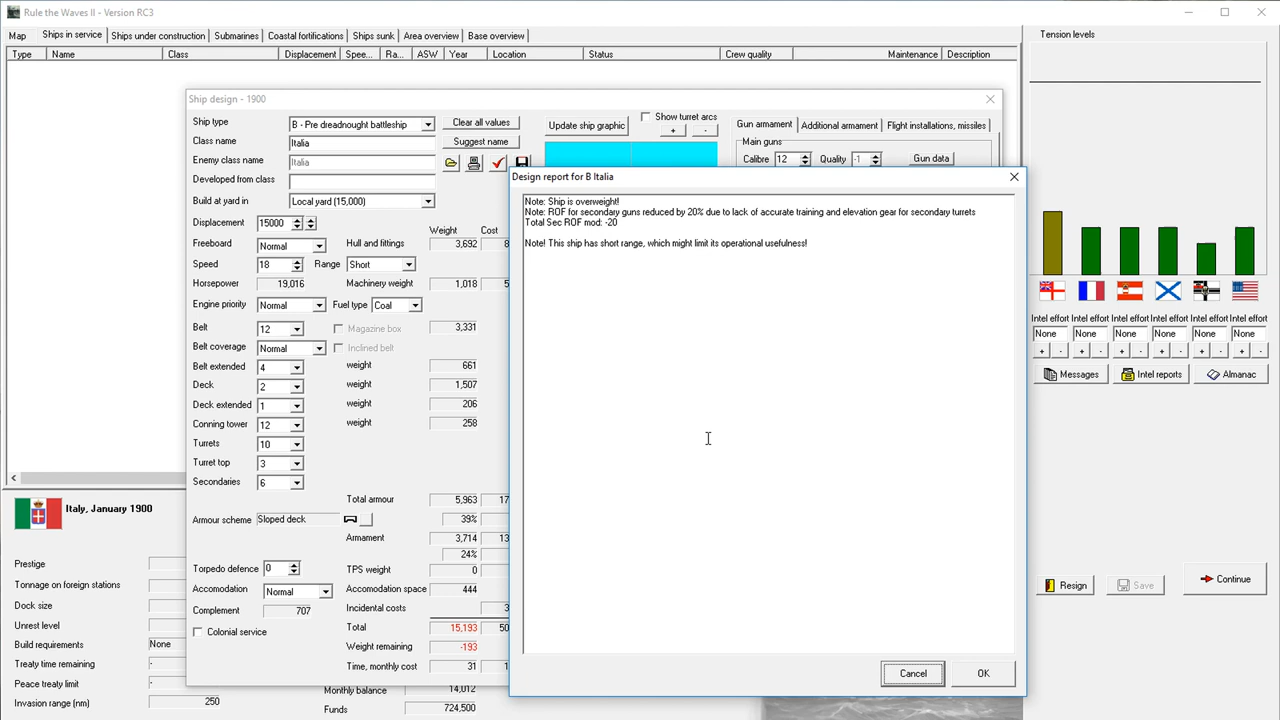 Rule the Waves II - Version RC3
Map Ships in service Ships under construction Submarines Coastal fortifications Ships sunk Area overview Base overview
Type Name Class Displacement Spee... Ra... ASW Year Location Status Crew quality Maintenance Description
Tension levels
Ship design - 1900
Ship type B - Pre dreadnought battleship Clear all values
Class name Italia Suggest name
Enemy class name Italia
Developed from class
Build at yard in Local yard (15,000)
Update ship graphic Show turret arcs
+ -
Gun armament Additional armament Flight installations, missiles
Main guns
Calibre 12 Quality -1 Gun data
Displacement 15000 Weight Cost
Freeboard Normal Hull and fittings 3,692 8
Speed 18 Range Short
Horsepower 19,016 Machinery weight 1,018 5
Engine priority Normal Fuel type Coal
Belt 12 Magazine box 3,331
Belt coverage Normal Inclined belt
Belt extended 4 weight 661
Deck 2 weight 1,507
Deck extended 1 weight 206
Conning tower 12 weight 258
Turrets 10
Turret top 3
Secondaries 6
Total armour 5,963 17
Armour scheme Sloped deck 39%
Armament 3,714 13
24%
Torpedo defence 0 TPS weight 0
Accomodation Normal Accomodation space 444
Complement 707 Incidental costs 3
Colonial service Total 15,193 50
Weight remaining -193
Time, monthly cost 31 1
Design report for B Italia
Note: Ship is overweight!
Note: ROF for secondary guns reduced by 20% due to lack of accurate training and elevation gear for secondary turrets
Total Sec ROF mod: -20
Note! This ship has short range, which might limit its operational usefulness!
Cancel OK
Intel effort Intel effort Intel effort Intel effort Intel effort Intel effort
None None None None None None
+ - + - + - + - + - + -
Messages Intel reports Almanac
Resign Save Continue
Italy, January 1900
Prestige
Tonnage on foreign stations
Dock size
Unrest level
Build requirements None
Treaty time remaining -
Peace treaty limit -
Invasion range (nm) 250
Monthly balance 14,012
Funds 724,500